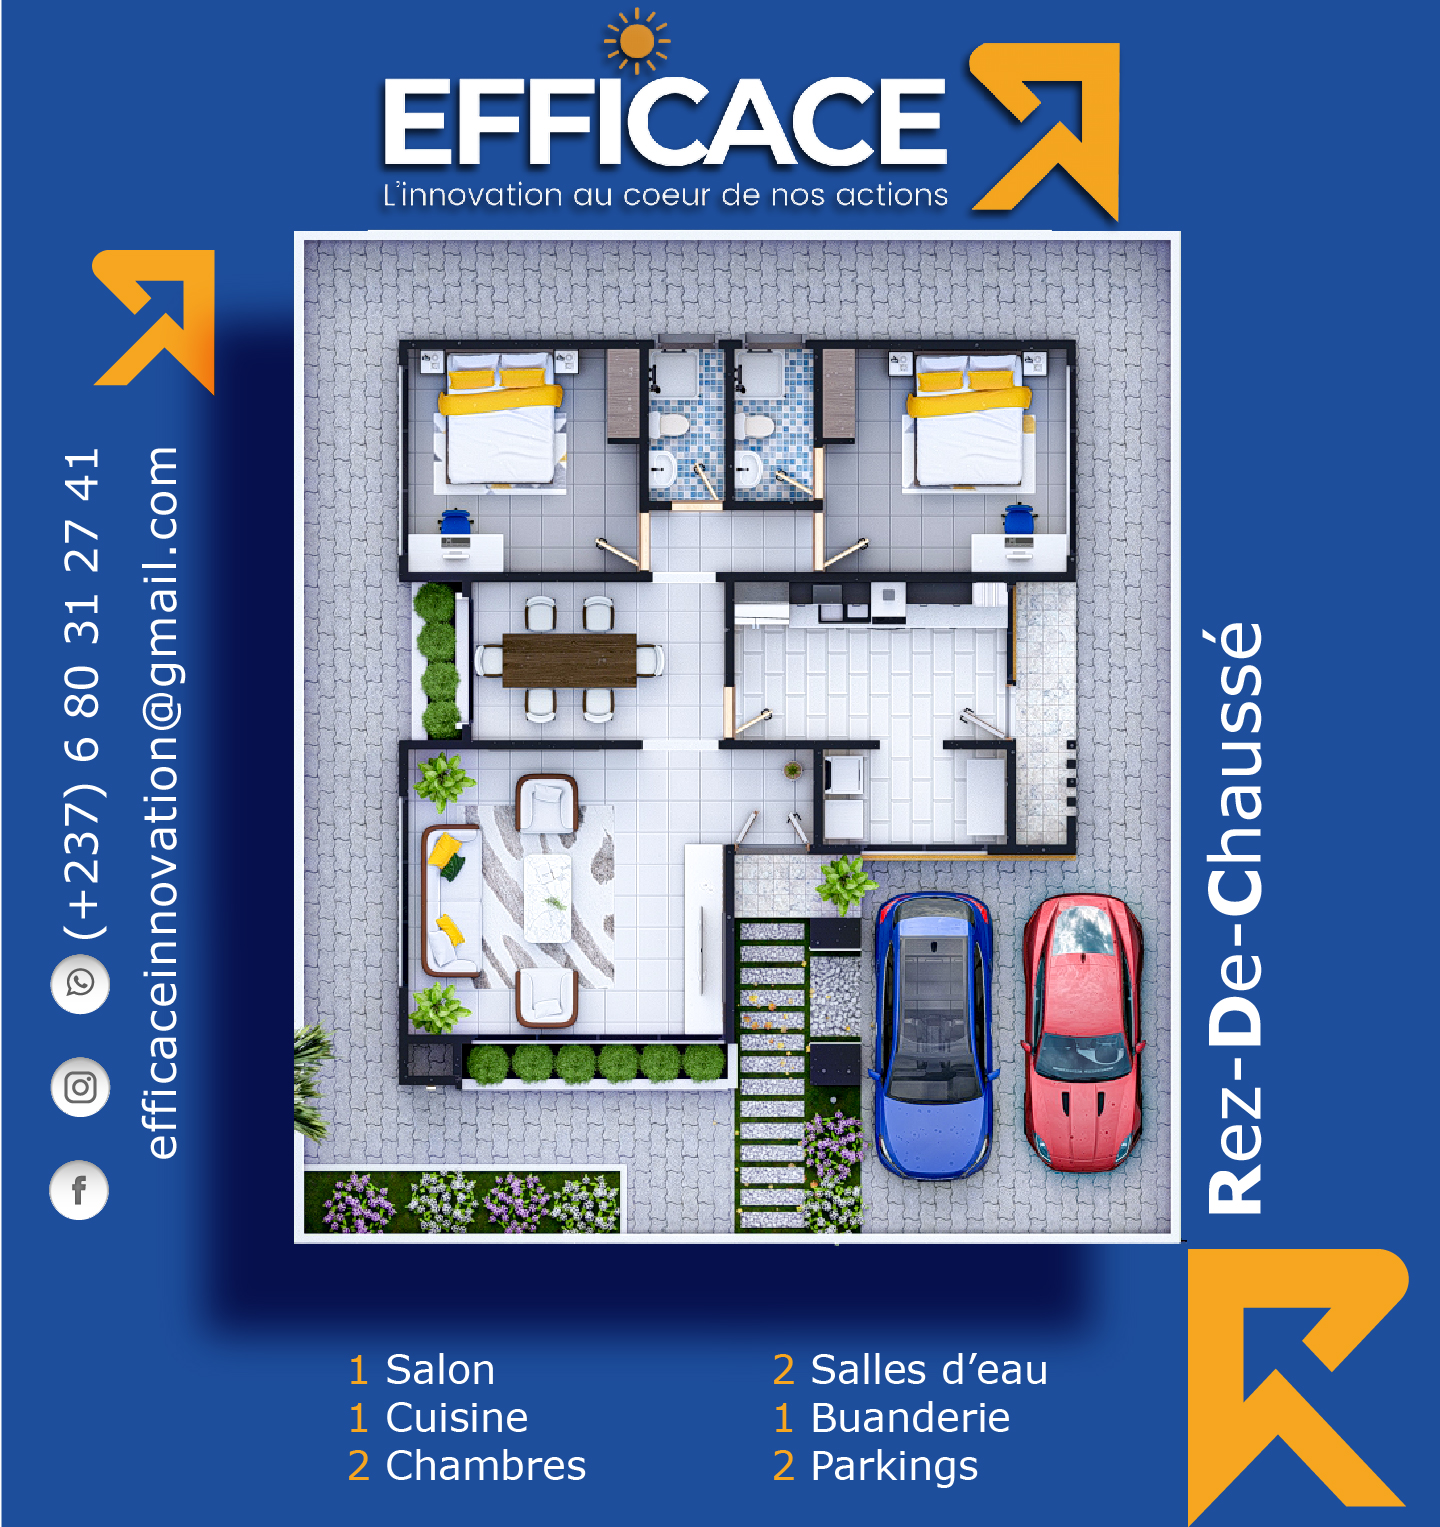 EFFICACE
L'innovation au coeur de nos actions
(+237) 6 80 31 27 41
efficaceinnovation@gmail.com
Rez-De-Chaussé
1 Salon
1 Cuisine
2 Chambres
2 Salles d’eau
1 Buanderie
2 Parkings